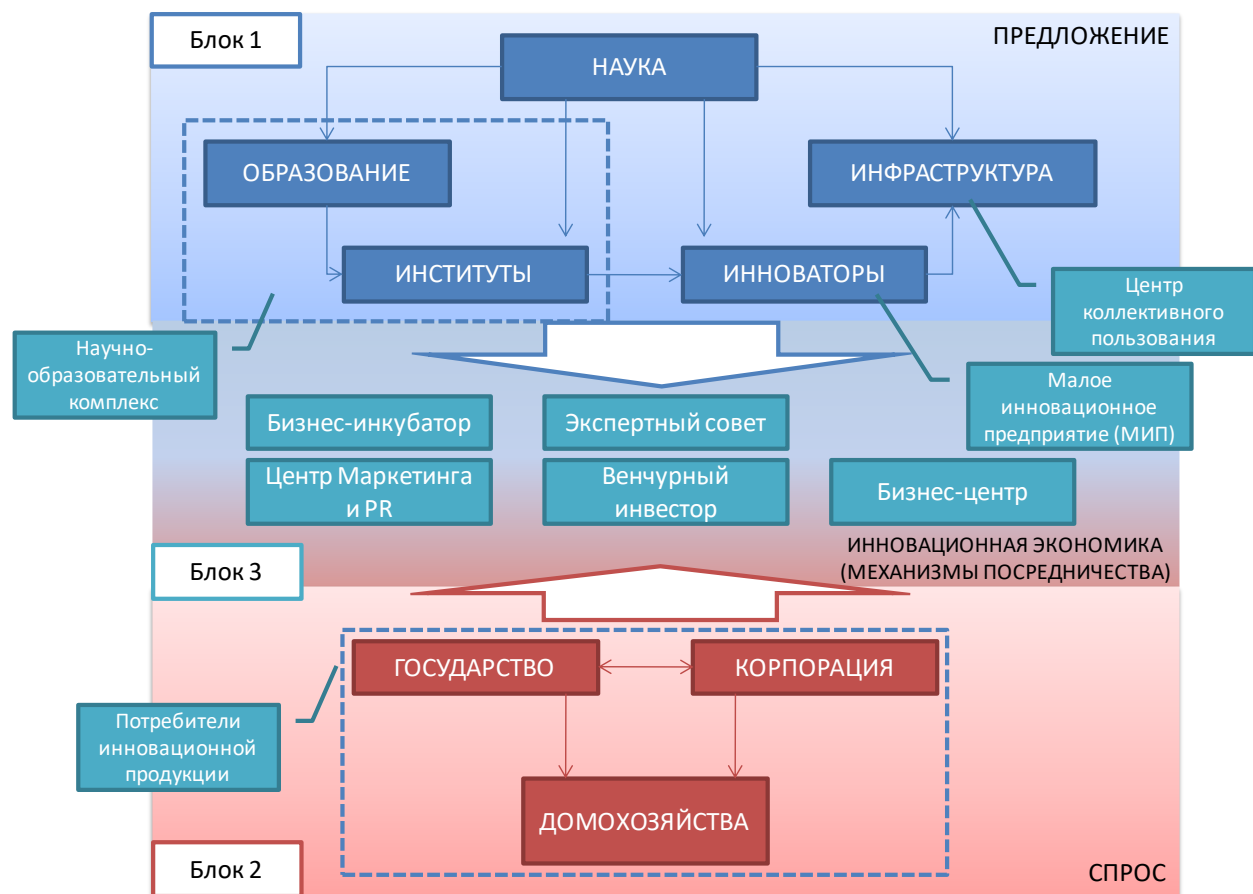 Блок 1
ПРЕДЛОЖЕНИЕ
НАУКА
ОБРАЗОВАНИЕ
ИНФРАСТРУКТУРА
ИНСТИТУТЫ
ИННОВАТОРЫ
Центр
коллективного
пользования
Научно-
образовательный
комплекс
Малое
инновационное
предприятие (МИП)
Бизнес-инкубатор
Экспертный совет
Центр Маркетинга
и PR
Венчурный
инвестор
Бизнес-центр
ИННОВАЦИОННАЯ ЭКОНОМИКА
(МЕХАНИЗМЫ ПОСРЕДНИЧЕСТВА)
Блок 3
ГОСУДАРСТВО
КОРПОРАЦИЯ
Потребители
инновационной
продукции
ДОМОХОЗЯЙСТВА
Блок 2
СПРОС